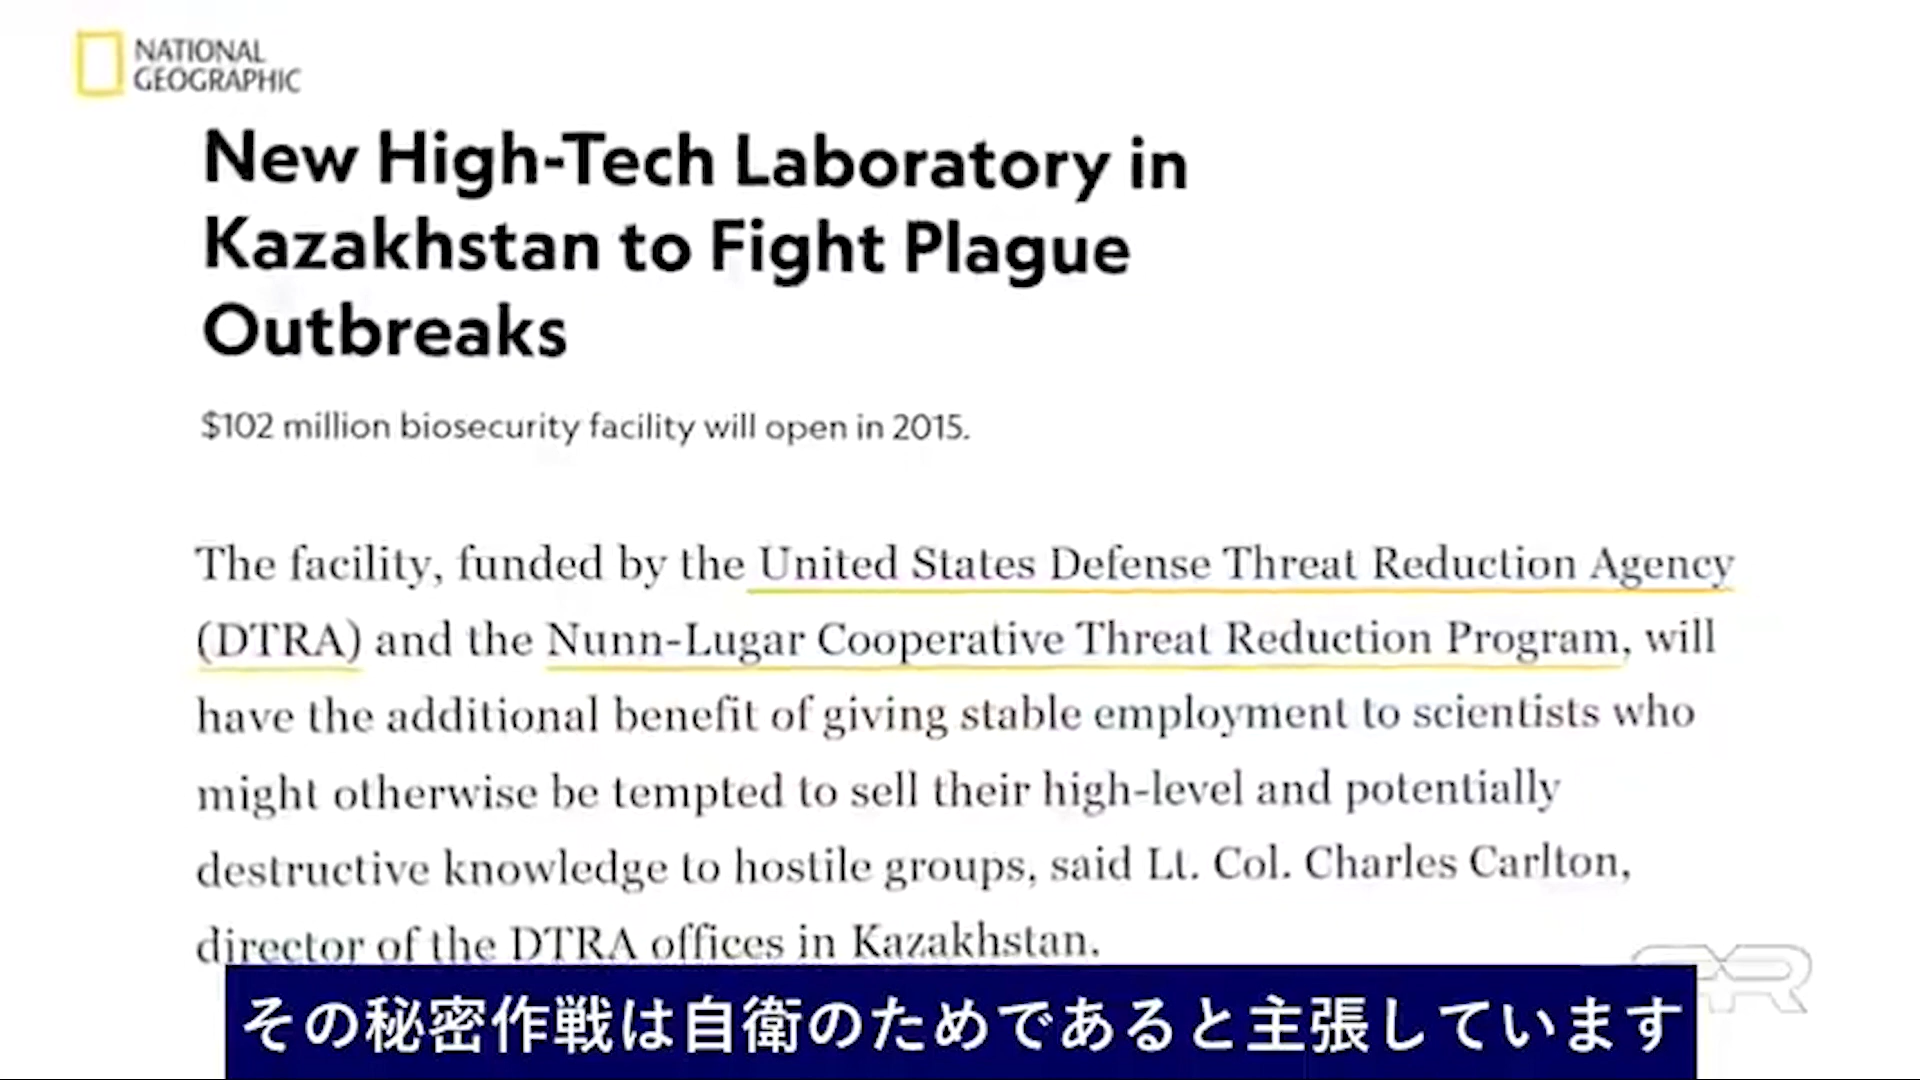 NATIONAL
GEOGRAPHIC
New High-Tech Laboratory in
Kazakhstan to Fight Plague
Outbreaks
$102 million biosecurity facility will open in 2015.
The facility, funded by the United States Defense Threat Reduction Agency
(DTRA) and the Nunn-Lugar Cooperative Threat Reduction Program, will
have the additional benefit of giving stable employment to scientists who
might otherwise be tempted to sell their high-level and potentially
destructive knowledge to hostile groups, said Lt. Col. Charles Carlton,
director of the DTRA offices in Kazakhstan.
その秘密作戦は自衛のためであると主張しています